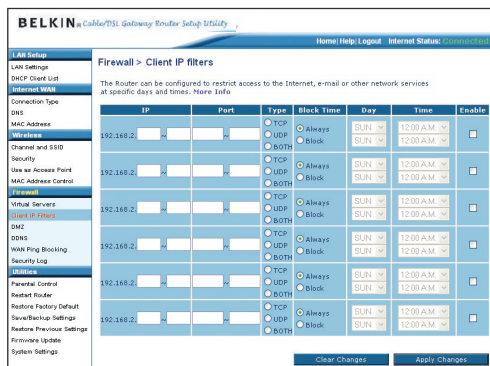 BELKIN® Cable/DSL Gateway Router Setup Utility
Home|Help|Logout Internet Status: Connected
LAN Setup
LAN Settings
DHCP Client List
Internet WAN
Connection Type
DNS
MAC Address
Wireless
Channel and SSID
Security
Use as Access Point
MAC Address Control
Firewall
Virtual Servers
Client IP Filters
DMZ
DDNS
WAN Ping Blocking
Security Log
Utilities
Parental Control
Restart Router
Restore Factory Default
Save/Backup Settings
Restore Previous Settings
Firmware Update
System Settings
Firewall > Client IP filters
The Router can be configured to restrict access to the Internet, e-mail or other network services
at specific days and times. More Info
IP Port Type Block Time Day Time Enable
192.168.2. ~ ~ TCP UDP BOTH Always Block SUN SUN 12:00 A.M. 12:00 A.M.
192.168.2. ~ ~ TCP UDP BOTH Always Block SUN SUN 12:00 A.M. 12:00 A.M.
192.168.2. ~ ~ TCP UDP BOTH Always Block SUN SUN 12:00 A.M. 12:00 A.M.
192.168.2. ~ ~ TCP UDP BOTH Always Block SUN SUN 12:00 A.M. 12:00 A.M.
192.168.2. ~ ~ TCP UDP BOTH Always Block SUN SUN 12:00 A.M. 12:00 A.M.
192.168.2. ~ ~ TCP UDP BOTH Always Block SUN SUN 12:00 A.M. 12:00 A.M.
Clear Changes Apply Changes